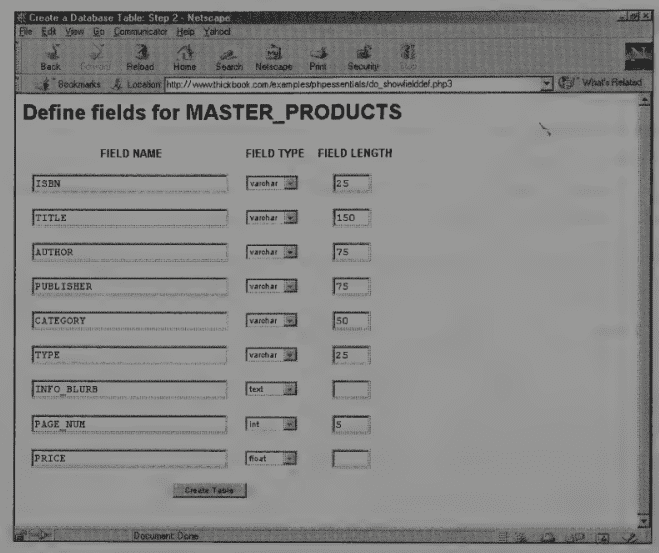 Create a Database Table: Step 2 - Netscape
File Edit View Go Communicator Help Yahoo!
Back Forward Reload Home Search Netscape Print Security Stop
Bookmarks Location: http://www.thickbook.com/examples/phpessentials/do_showfielddef.php3 What's Related
Define fields for MASTER_PRODUCTS
FIELD NAME FIELD TYPE FIELD LENGTH
ISBN varchar 25
TITLE varchar 150
AUTHOR varchar 75
PUBLISHER varchar 75
CATEGORY varchar 50
TYPE varchar 25
INFO_BLURB text
PAGE_NUM int 5
PRICE float
Create Table
Document: Done